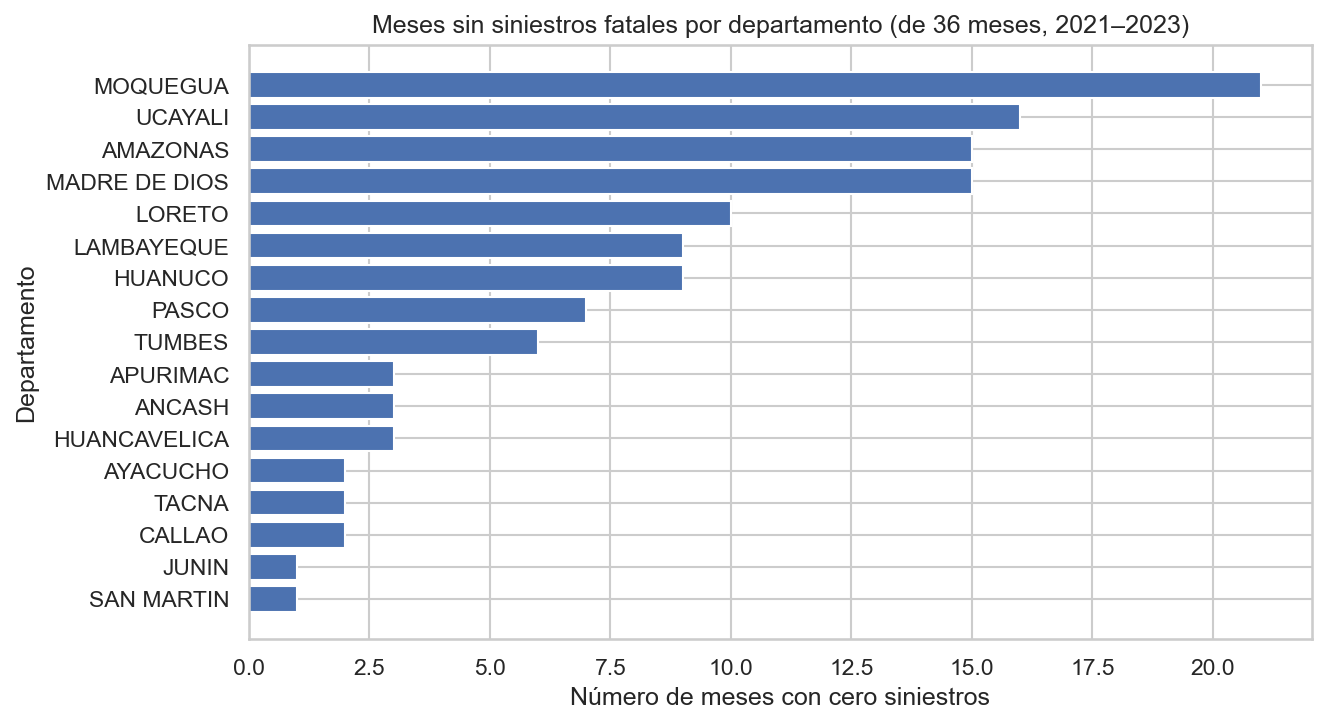 Meses sin siniestros fatales por departamento (de 36 meses, 2021–2023)
Departamento
MOQUEGUA
UCAYALI
AMAZONAS
MADRE DE DIOS
LORETO
LAMBAYEQUE
HUANUCO
PASCO
TUMBES
APURIMAC
ANCASH
HUANCAVELICA
AYACUCHO
TACNA
CALLAO
JUNIN
SAN MARTIN
0.0 2.5 5.0 7.5 10.0 12.5 15.0 17.5 20.0
Número de meses con cero siniestros